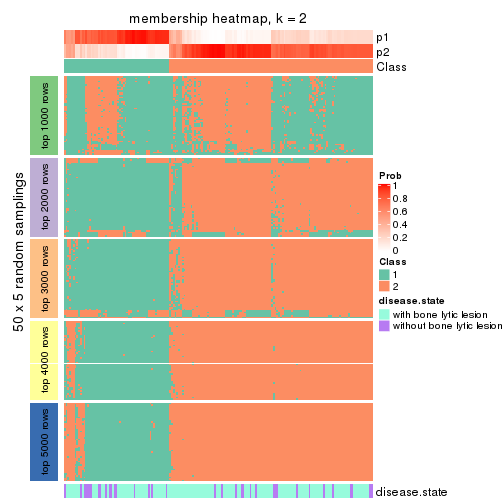 membership heatmap, k = 2
p1
p2
Class
50 x 5 random samplings
top 1000 rows
top 2000 rows
top 3000 rows
top 4000 rows
top 5000 rows
Prob
1
0.8
0.6
0.4
0.2
0
Class
1
2
disease.state
with bone lytic lesion
without bone lytic lesion
disease.state